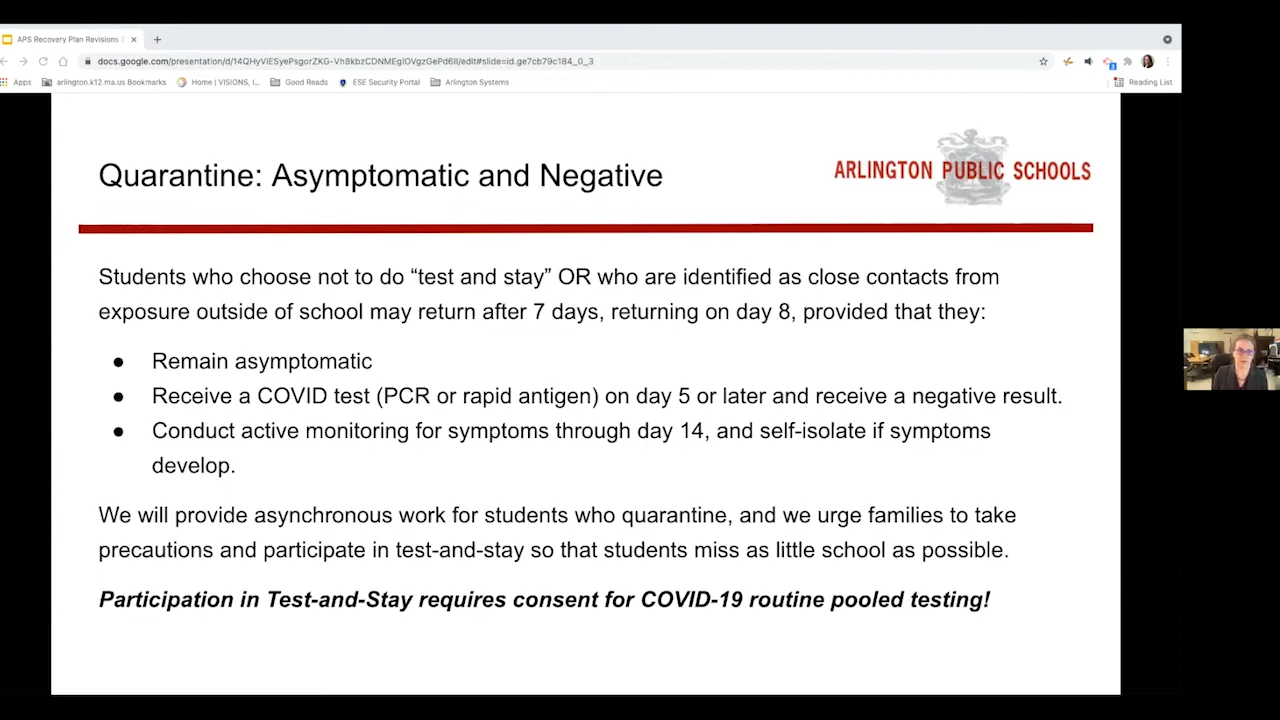 APS Recovery Plan Revisions
docs.google.com/presentation/d/14QHyViESyePsgorZKG-Vh8kbzCDNMEglOVgzGePd6lI/edit#slide=id.ge7cb79c184_0_3
Apps
arlington.k12.ma.us Bookmarks
Home | VISIONS, I...
Good Reads
ESE Security Portal
Arlington Systems
Reading List
Quarantine: Asymptomatic and Negative
ARLINGTON PUBLIC SCHOOLS
Students who choose not to do “test and stay” OR who are identified as close contacts from
exposure outside of school may return after 7 days, returning on day 8, provided that they:
● Remain asymptomatic
● Receive a COVID test (PCR or rapid antigen) on day 5 or later and receive a negative result.
● Conduct active monitoring for symptoms through day 14, and self-isolate if symptoms
develop.
We will provide asynchronous work for students who quarantine, and we urge families to take
precautions and participate in test-and-stay so that students miss as little school as possible.
Participation in Test-and-Stay requires consent for COVID-19 routine pooled testing!